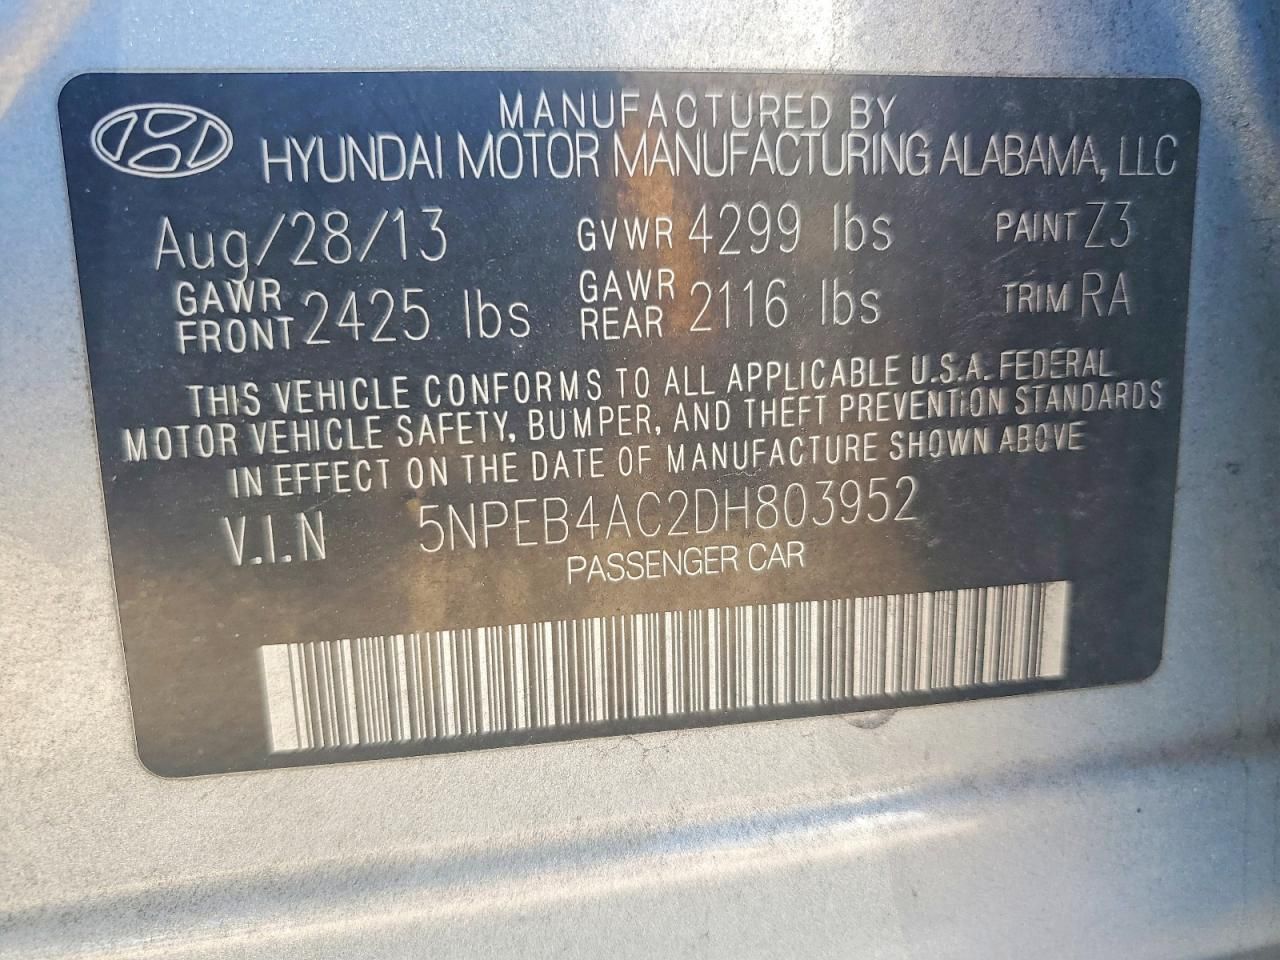 MANUFACTURED BY
HYUNDAI MOTOR MANUFACTURING ALABAMA, LLC
Aug/28/13 GVWR 4299 lbs PAINT Z3
GAWR FRONT 2425 lbs GAWR REAR 2116 lbs TRIM RA
THIS VEHICLE CONFORMS TO ALL APPLICABLE U.S.A. FEDERAL
MOTOR VEHICLE SAFETY, BUMPER, AND THEFT PREVENTION STANDARDS
IN EFFECT ON THE DATE OF MANUFACTURE SHOWN ABOVE
V.I.N 5NPEB4AC2DH803952
PASSENGER CAR